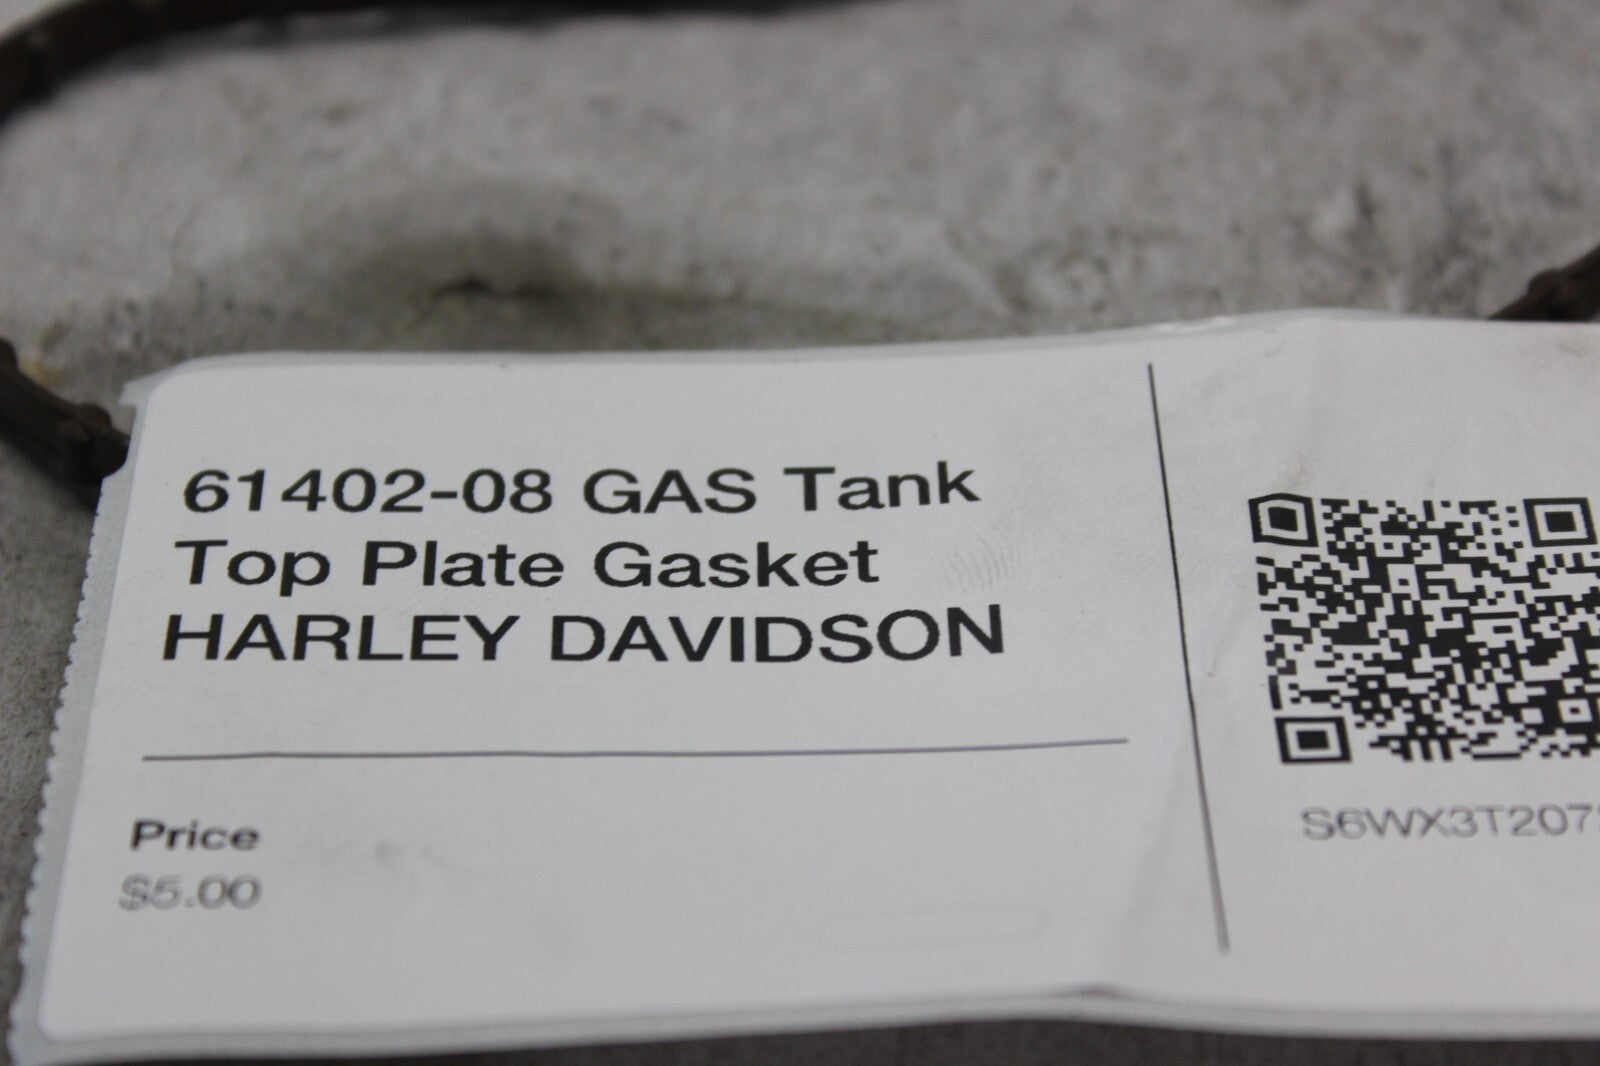 61402-08 GAS Tank
Top Plate Gasket
HARLEY DAVIDSON
Price
$5.00